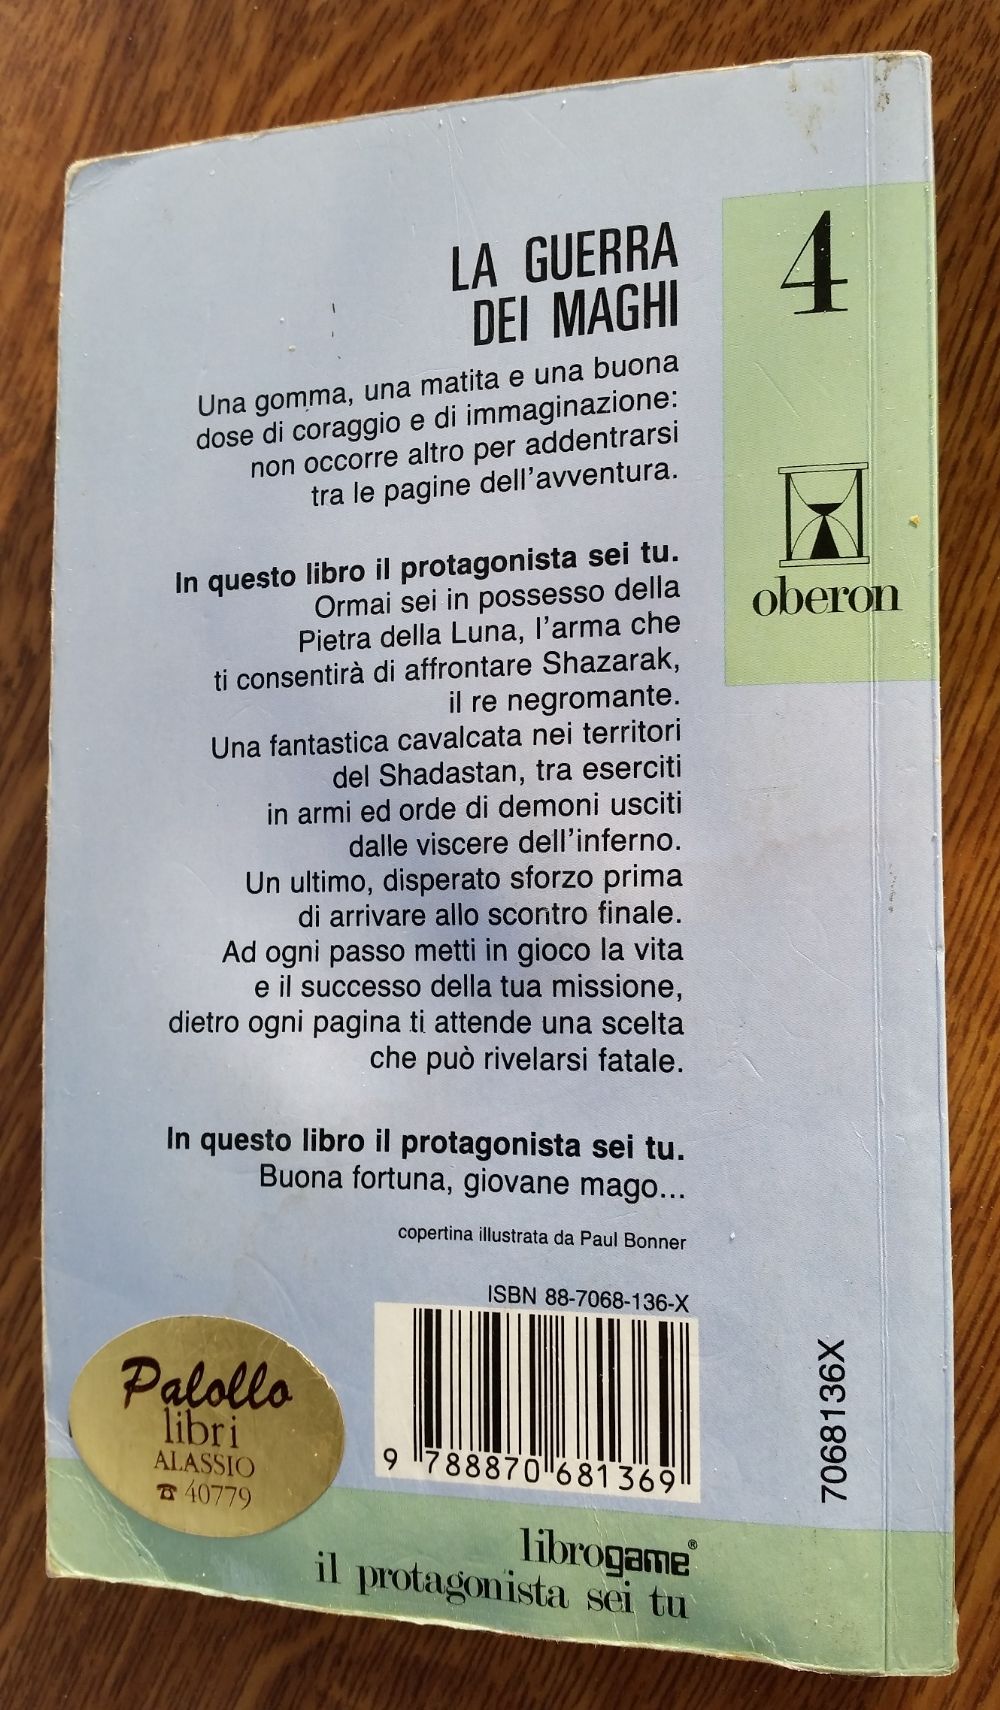 4
oberon
LA GUERRA
DEI MAGHI
Una gomma, una matita e una buona
dose di coraggio e di immaginazione:
non occorre altro per addentrarsi
tra le pagine dell'avventura.
In questo libro il protagonista sei tu.
Ormai sei in possesso della
Pietra della Luna, l'arma che
ti consentirà di affrontare Shazarak,
il re negromante.
Una fantastica cavalcata nei territori
del Shadastan, tra eserciti
in armi ed orde di demoni usciti
dalle viscere dell'inferno.
Un ultimo, disperato sforzo prima
di arrivare allo scontro finale.
Ad ogni passo metti in gioco la vita
e il successo della tua missione,
dietro ogni pagina ti attende una scelta
che può rivelarsi fatale.
In questo libro il protagonista sei tu.
Buona fortuna, giovane mago...
copertina illustrata da Paul Bonner
ISBN 88-7068-136-X
9 788870 681369
7068136X
Palollo
libri
ALASSIO
☎ 40779
librogame®
il protagonista sei tu